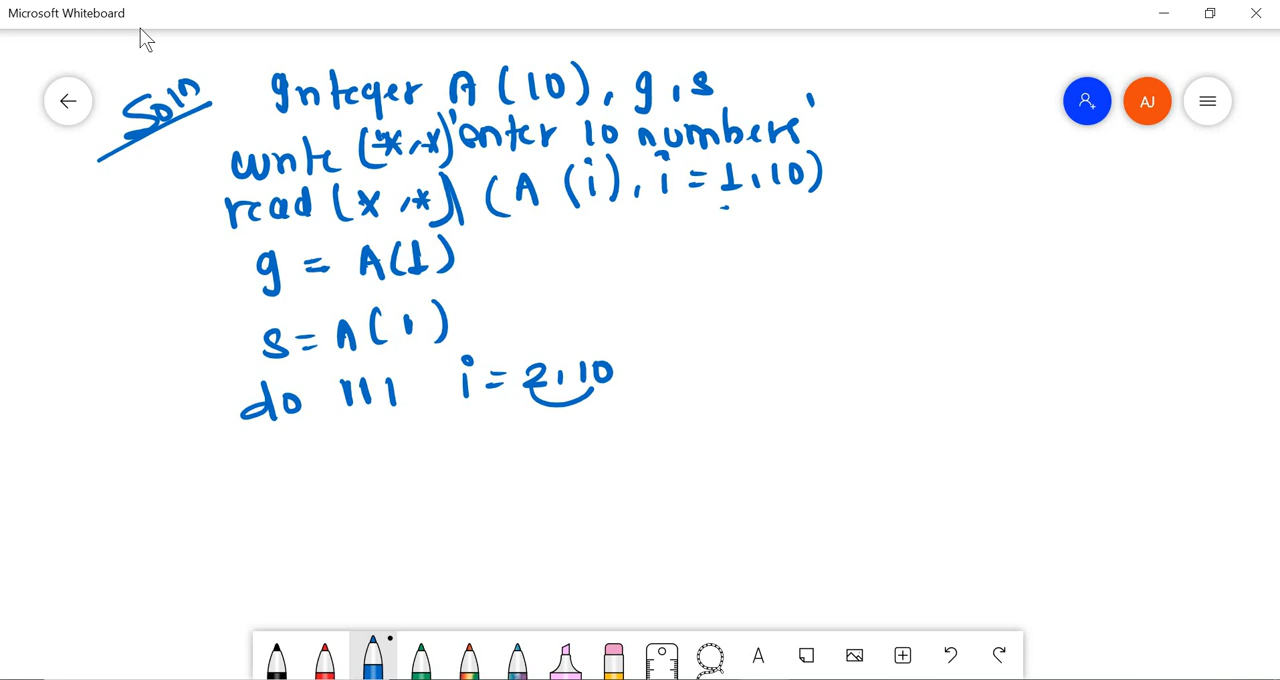 Microsoft Whiteboard
AJ
Soln
Integer A (10), g, s
write (*,*) 'enter 10 numbers'
read (*,*) (A (i), i = 1, 10)
g = A(1)
s = A(1)
do 111 i = 2, 10
A